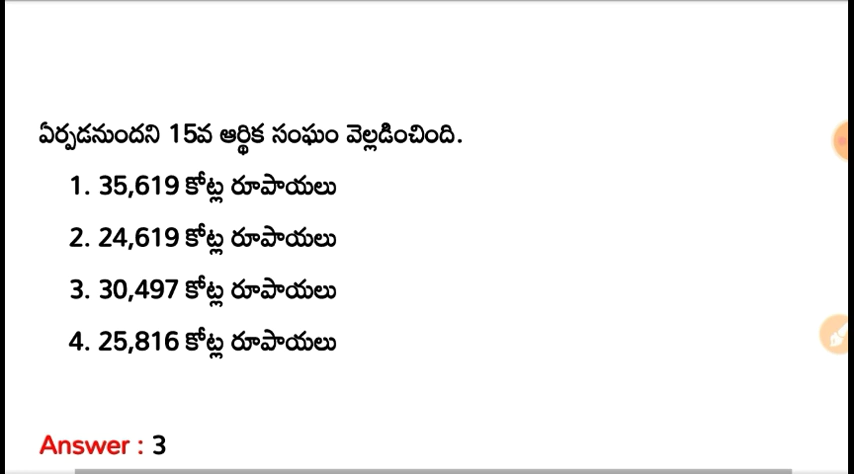 ఏర్పడనుందని 15వ ఆర్థిక సంఘం వెల్లడించింది.
1. 35,619 కోట్ల రూపాయలు
2. 24,619 కోట్ల రూపాయలు
3. 30,497 కోట్ల రూపాయలు
4. 25,816 కోట్ల రూపాయలు
Answer : 3